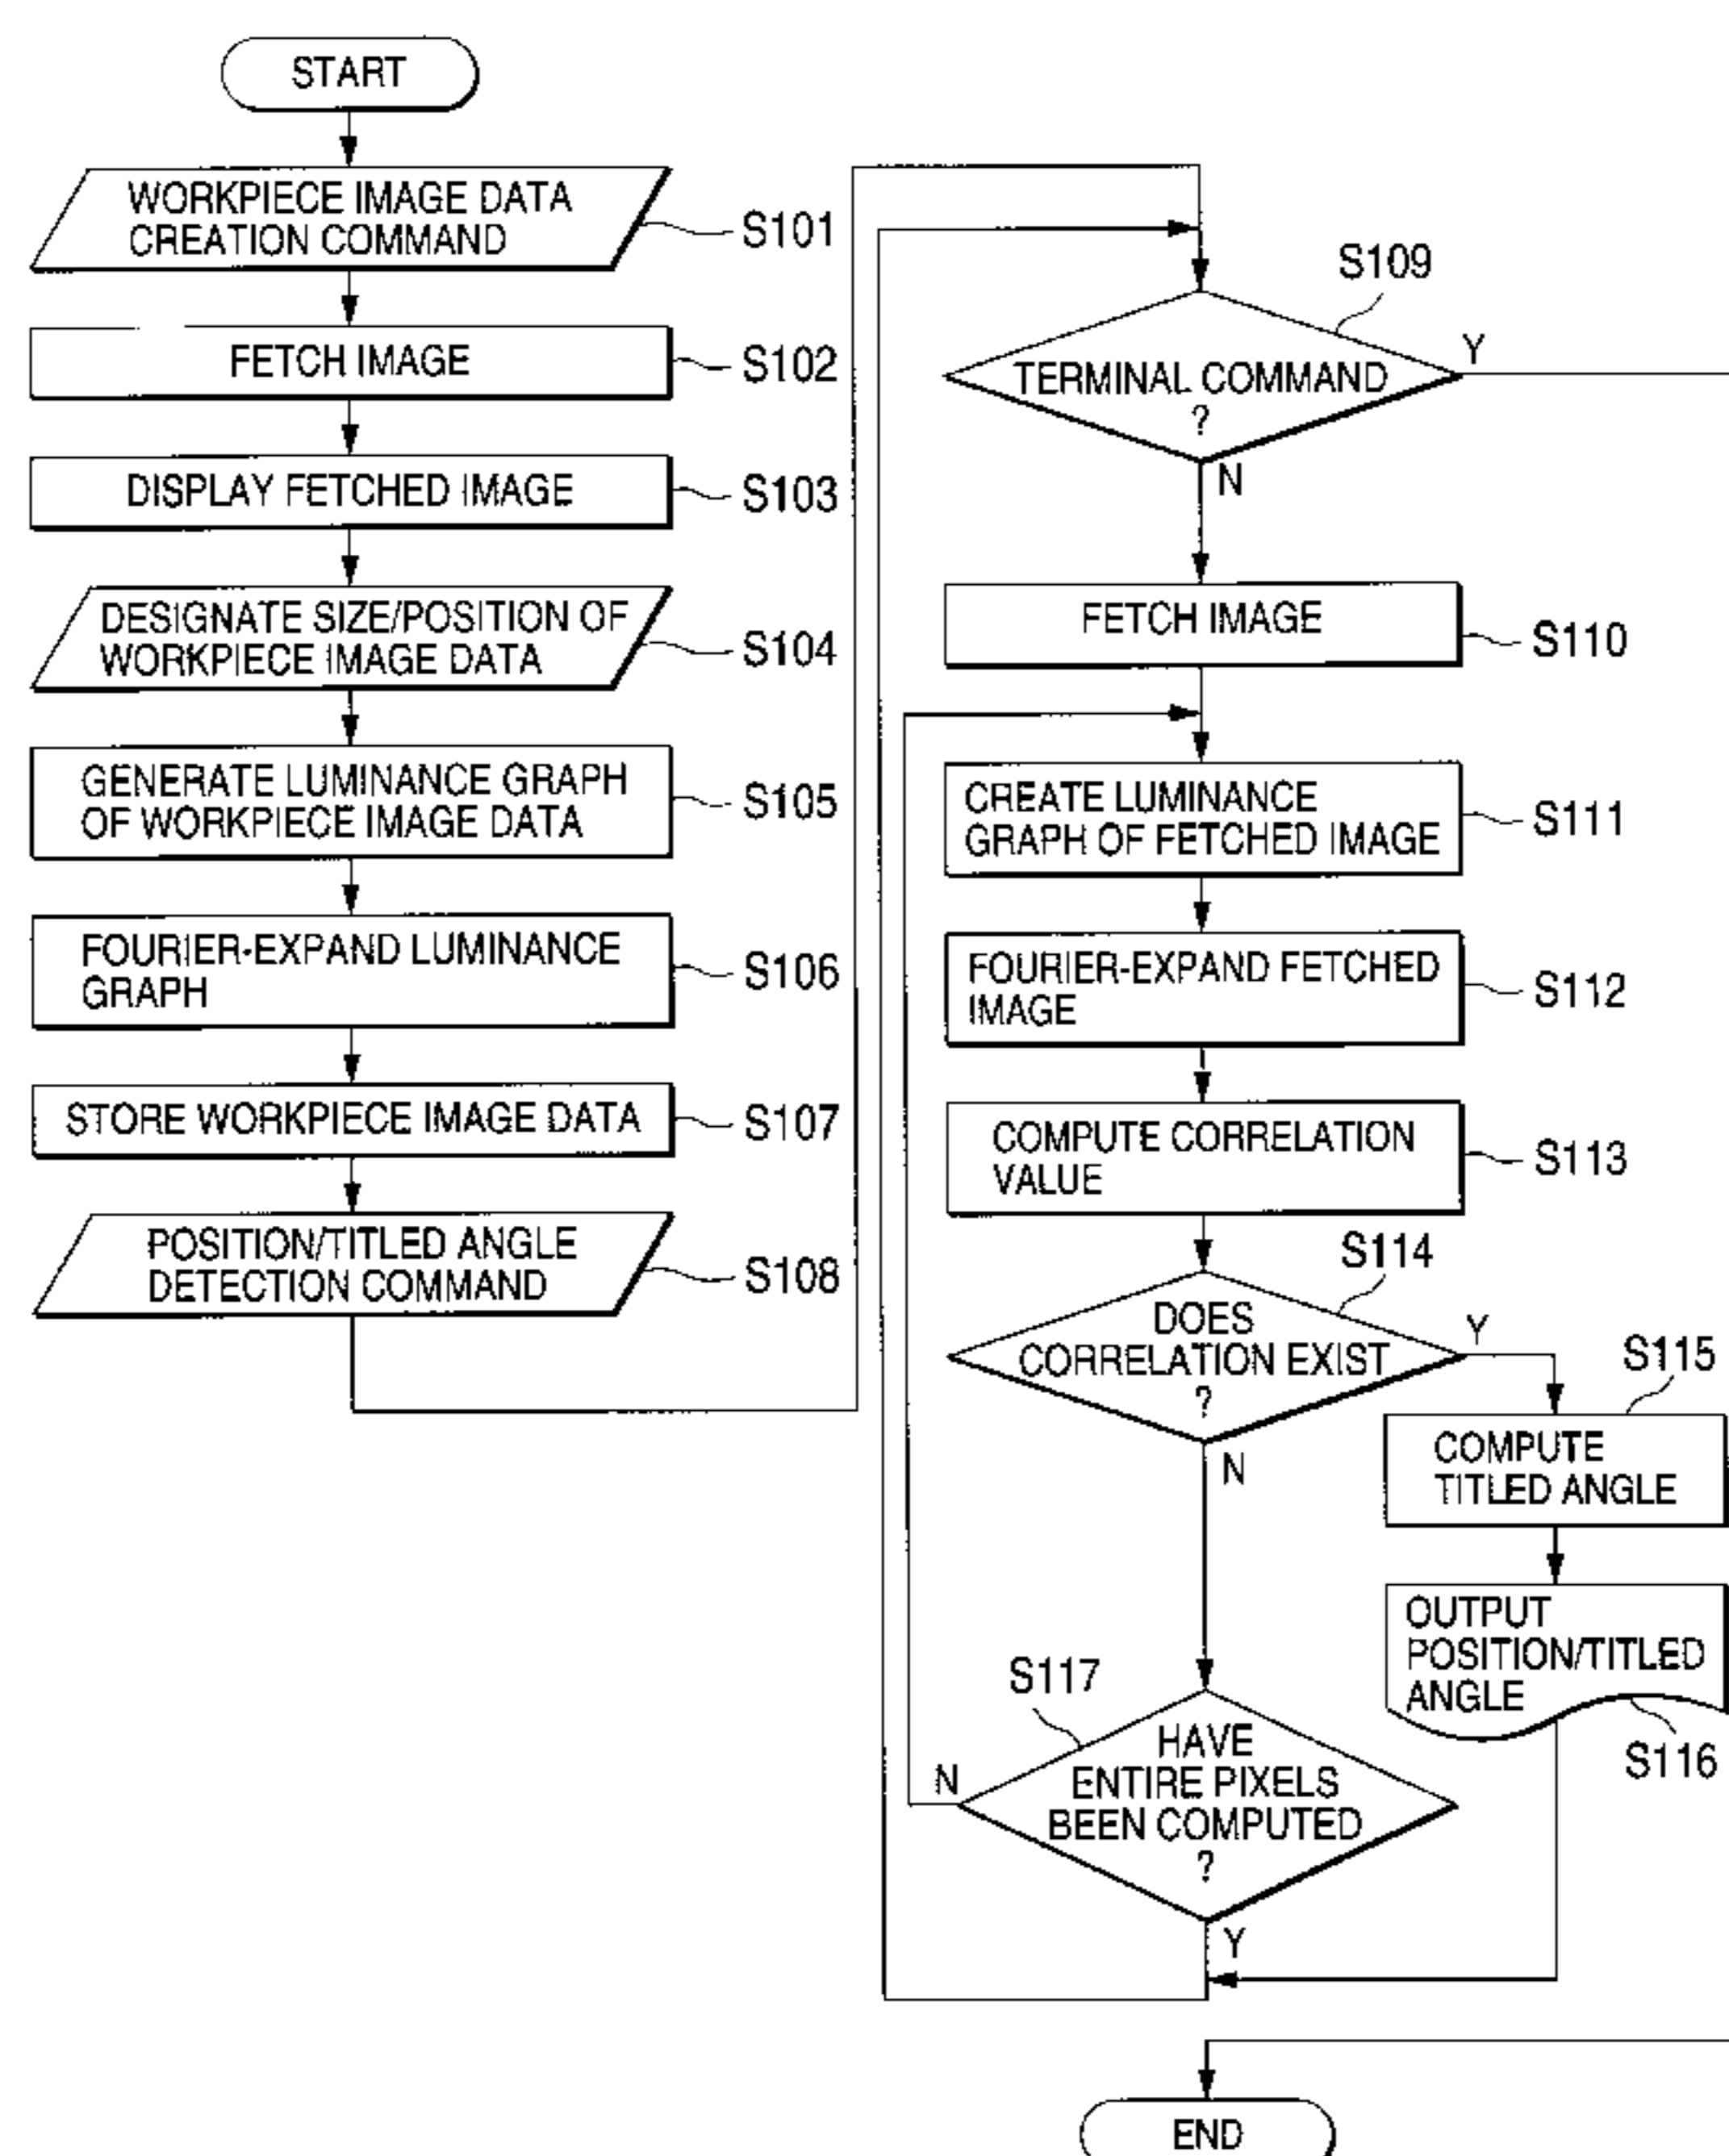 START
WORKPIECE IMAGE DATA
CREATION COMMAND
S101
FETCH IMAGE
S102
DISPLAY FETCHED IMAGE
S103
DESIGNATE SIZE/POSITION OF
WORKPIECE IMAGE DATA
S104
GENERATE LUMINANCE GRAPH
OF WORKPIECE IMAGE DATA
S105
FOURIER-EXPAND LUMINANCE
GRAPH
S106
STORE WORKPIECE IMAGE DATA
S107
POSITION/TITLED ANGLE
DETECTION COMMAND
S108
S109
TERMINAL COMMAND
?
Y
N
FETCH IMAGE
S110
CREATE LUMINANCE
GRAPH OF FETCHED IMAGE
S111
FOURIER-EXPAND FETCHED
IMAGE
S112
COMPUTE CORRELATION
VALUE
S113
S114
DOES
CORRELATION EXIST
?
Y
N
S115
COMPUTE
TITLED ANGLE
OUTPUT
POSITION/TITLED
ANGLE
S116
S117
HAVE
ENTIRE PIXELS
BEEN COMPUTED
?
N
Y
END